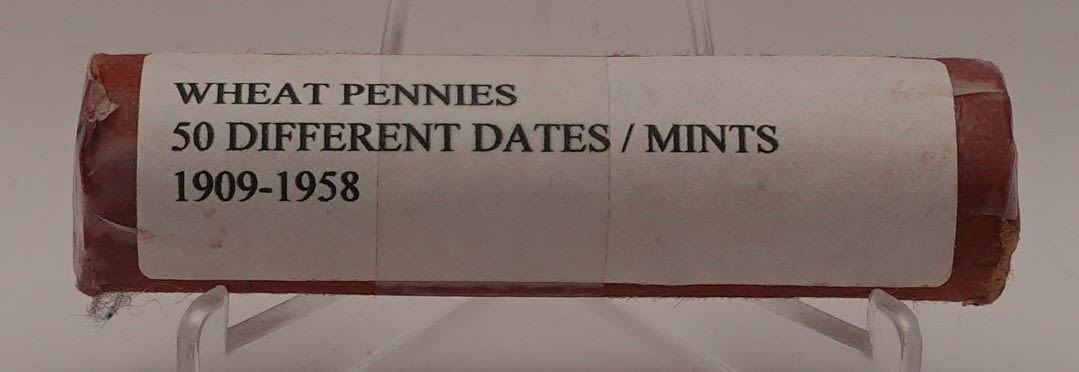 WHEAT PENNIES
50 DIFFERENT DATES / MINTS
1909-1958